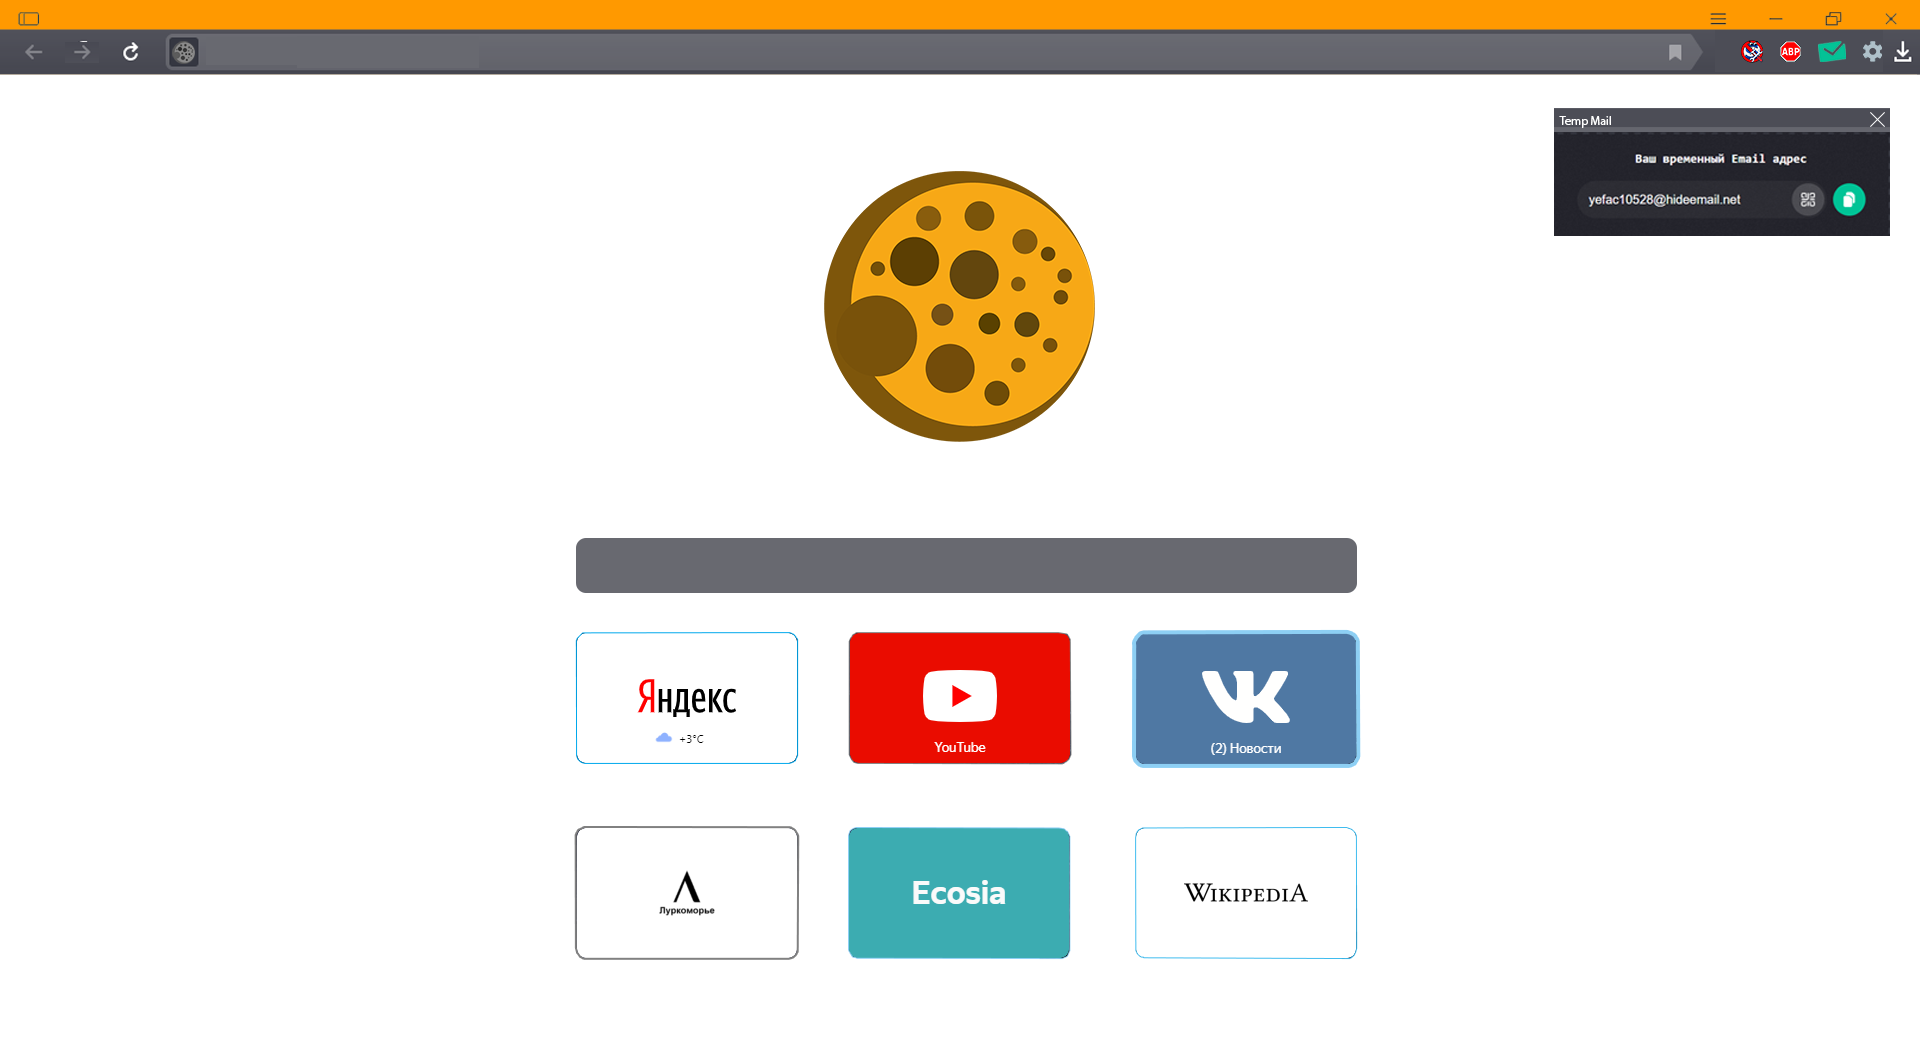 ABP
Temp Mail
Ваш временный Email адрес
yefac10528@hideemail.net
Яндекс
+3°C
YouTube
(2) Новости
Луркоморье
Ecosia
WIKIPEDIA